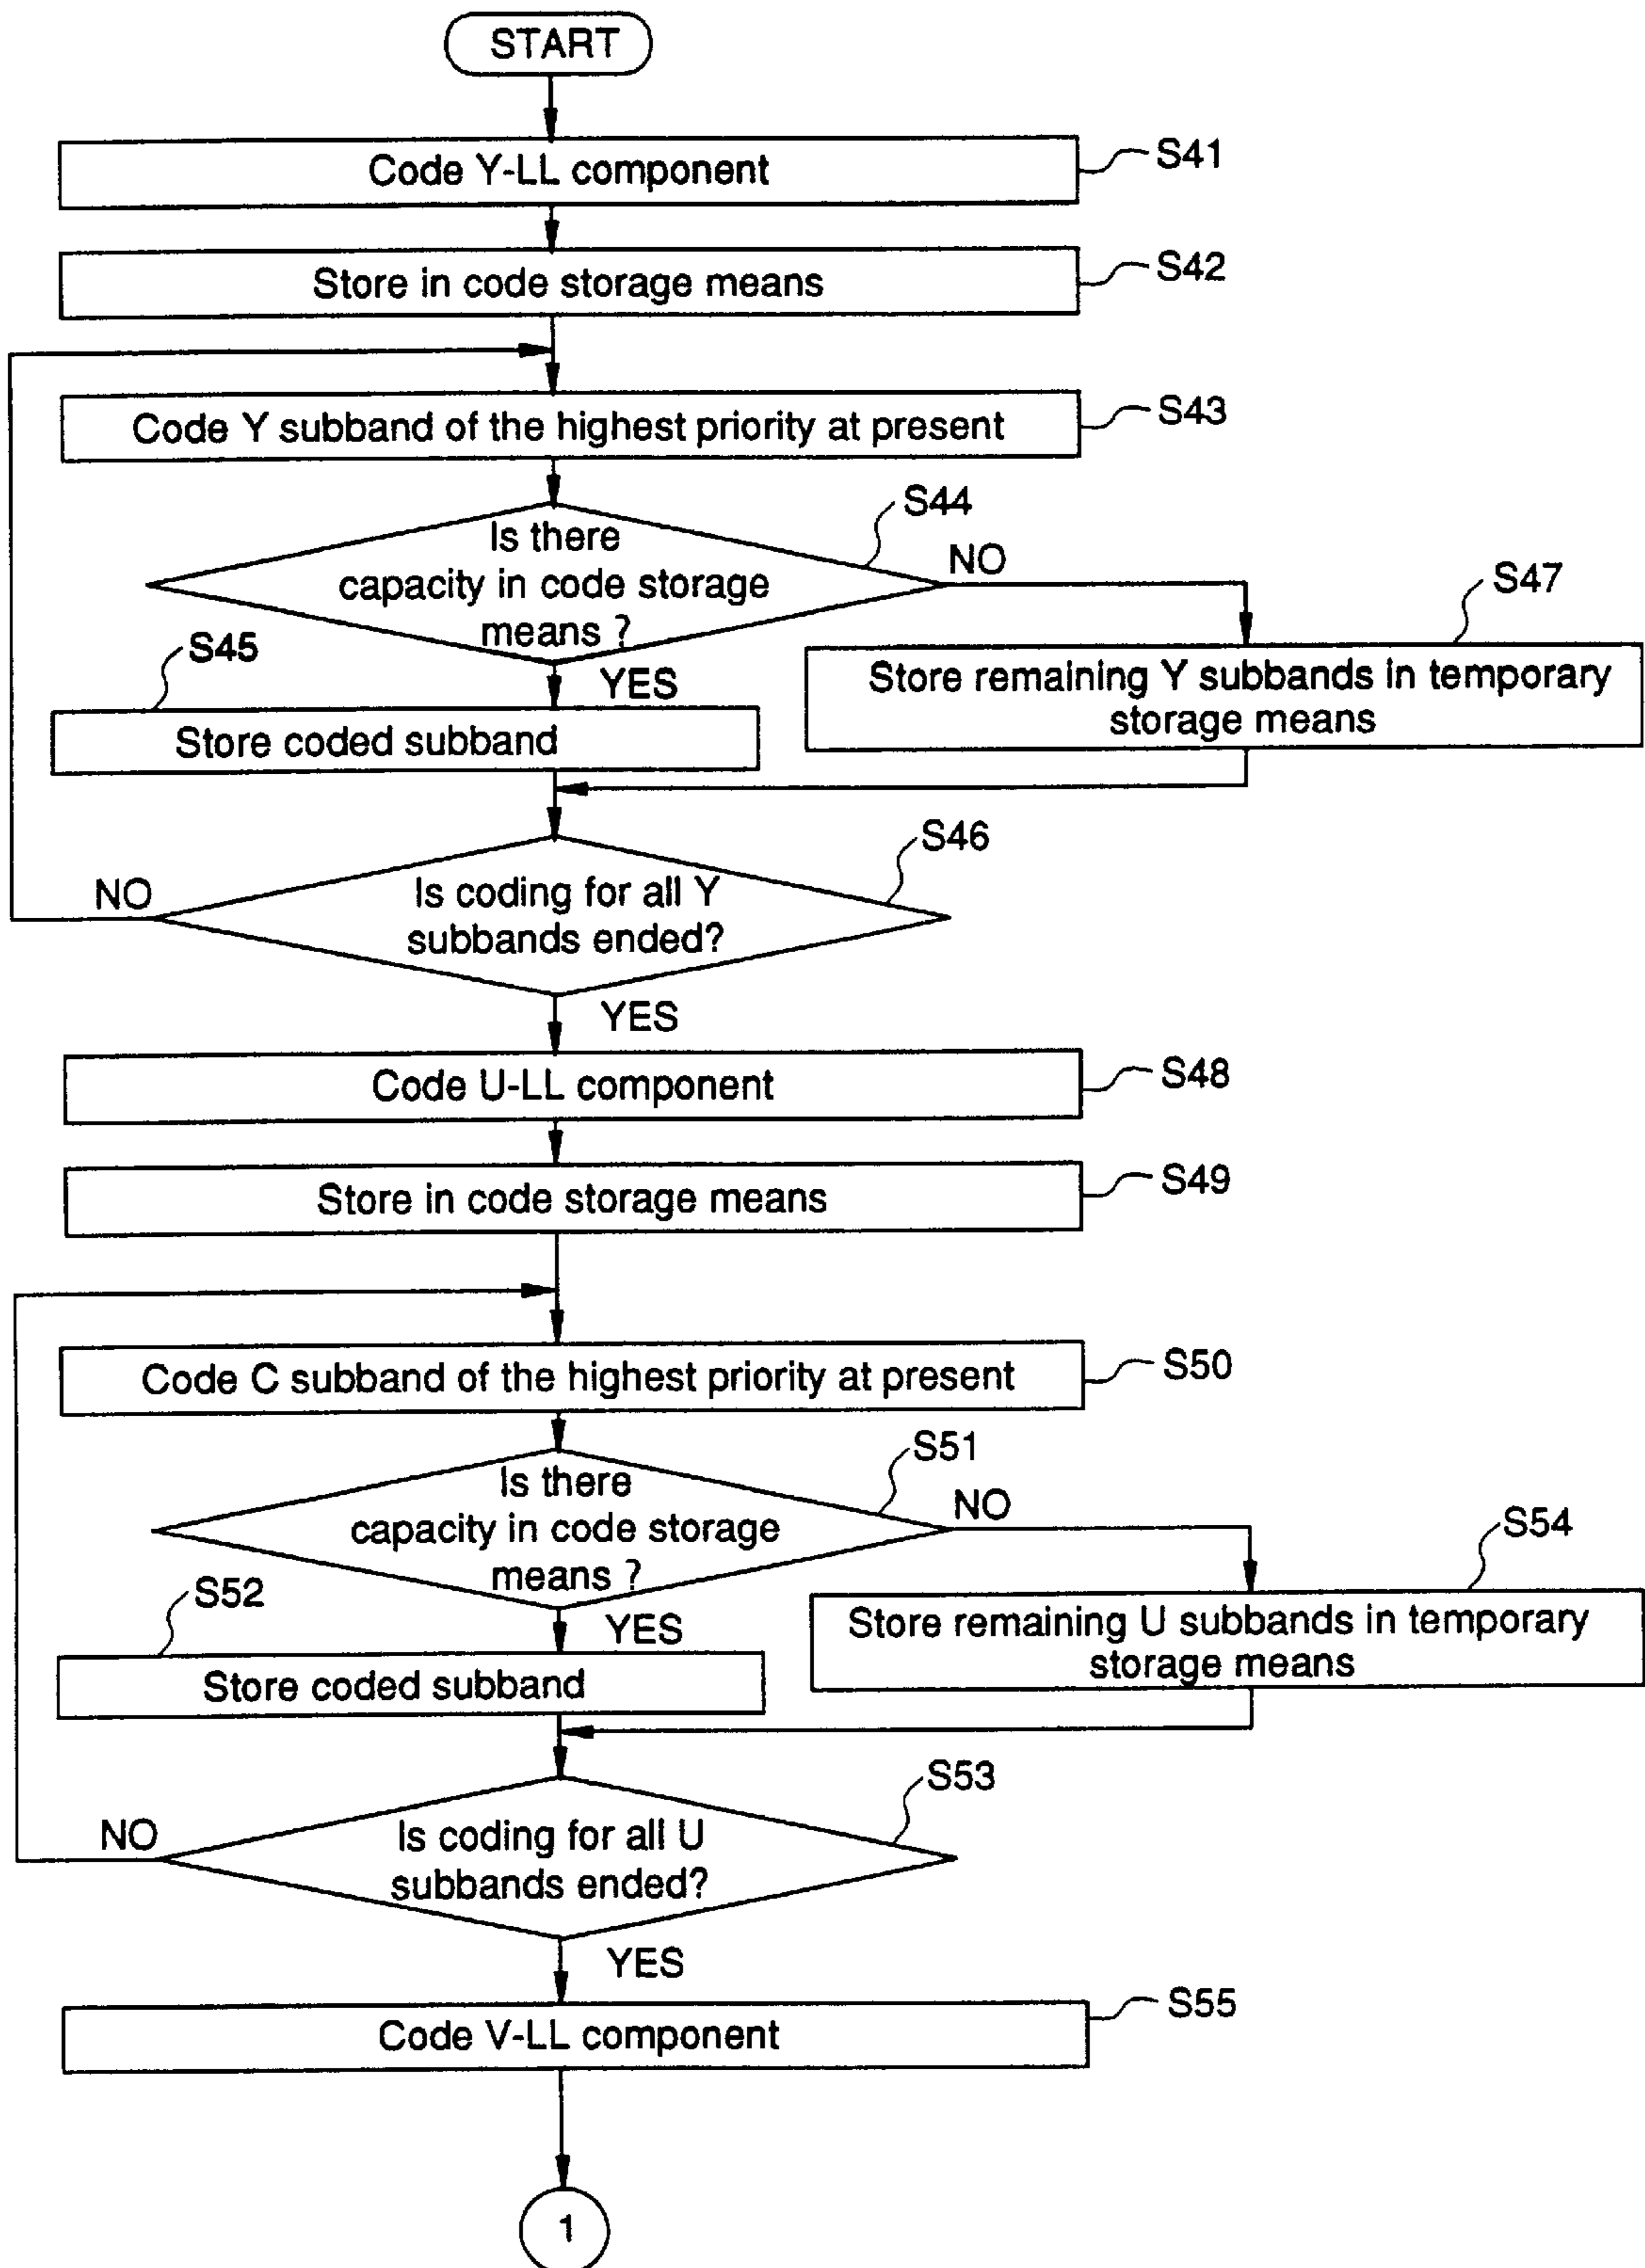 START
Code Y-LL component
S41
Store in code storage means
S42
Code Y subband of the highest priority at present
S43
Is there
capacity in code storage
means ?
S44
NO
S47
YES
S45
Store coded subband
Store remaining Y subbands in temporary
storage means
S46
Is coding for all Y
subbands ended?
NO
YES
Code U-LL component
S48
Store in code storage means
S49
Code C subband of the highest priority at present
S50
Is there
capacity in code storage
means ?
S51
NO
S54
YES
S52
Store coded subband
Store remaining U subbands in temporary
storage means
S53
Is coding for all U
subbands ended?
NO
YES
Code V-LL component
S55
1